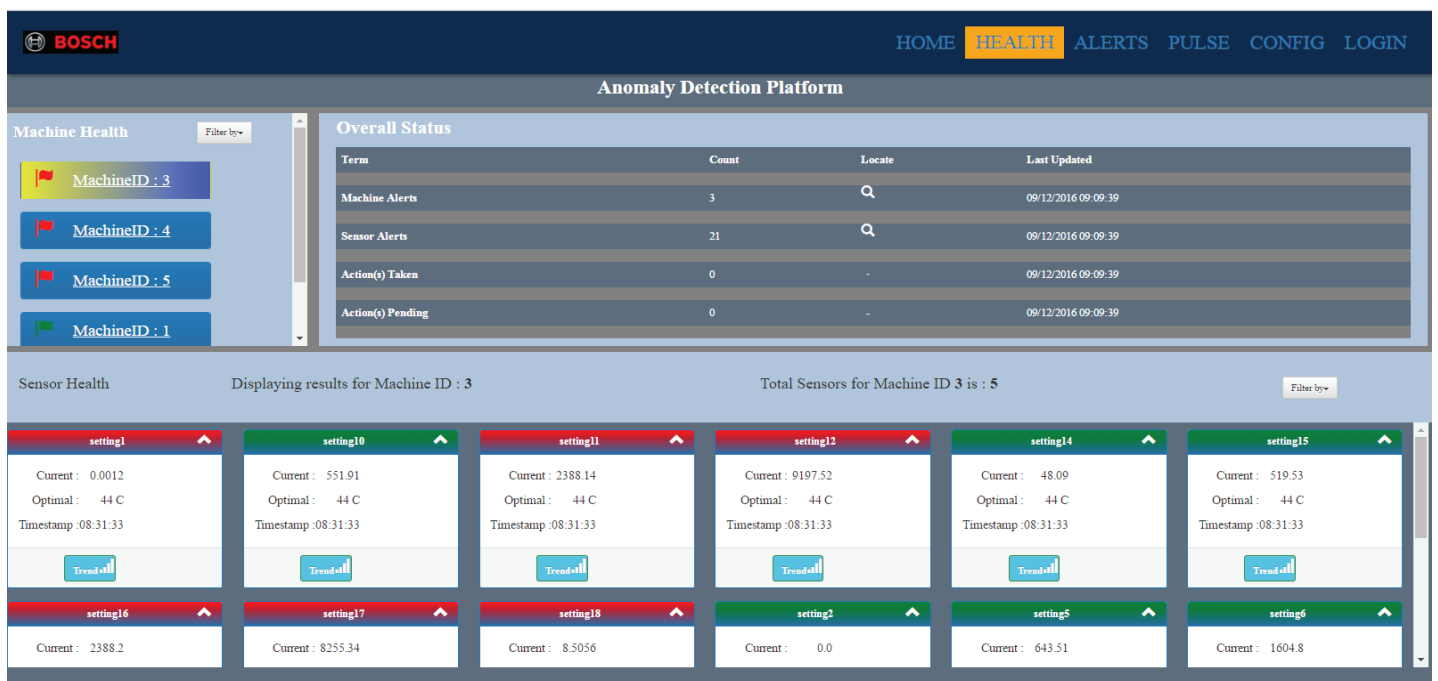 BOSCH
HOME HEALTH ALERTS PULSE CONFIG LOGIN
Anomaly Detection Platform
Machine Health Filter by
MachineID : 3
MachineID : 4
MachineID : 5
MachineID : 1
Overall Status
Term Count Locate Last Updated
Machine Alerts 3 09/12/2016 09:09:39
Sensor Alerts 21 09/12/2016 09:09:39
Action(s) Taken 0 - 09/12/2016 09:09:39
Action(s) Pending 0 - 09/12/2016 09:09:39
Sensor Health Displaying results for Machine ID : 3 Total Sensors for Machine ID 3 is : 5 Filter by
setting1 setting10 setting11 setting12 setting14 setting15
Current : 0.0012 Current : 551.91 Current : 2388.14 Current : 9197.52 Current : 48.09 Current : 519.53
Optimal : 44 C Optimal : 44 C Optimal : 44 C Optimal : 44 C Optimal : 44 C Optimal : 44 C
Timestamp :08:31:33 Timestamp :08:31:33 Timestamp :08:31:33 Timestamp :08:31:33 Timestamp :08:31:33 Timestamp :08:31:33
Trend Trend Trend Trend Trend Trend
setting16 setting17 setting18 setting2 setting5 setting6
Current : 2388.2 Current : 8255.34 Current : 8.5056 Current : 0.0 Current : 643.51 Current : 1604.8